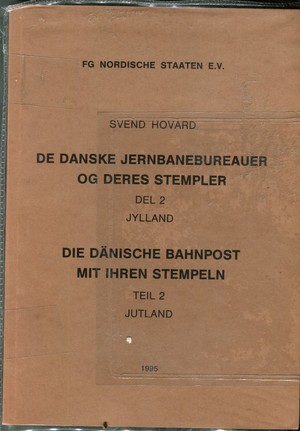 FG NORDISCHE STAATEN E.V.
SVEND HOVARD
DE DANSKE JERNBANEBUREAUER
OG DERES STEMPLER
DEL 2
JYLLAND
DIE DÄNISCHE BAHNPOST
MIT IHREN STEMPELN
TEIL 2
JUTLAND
1995